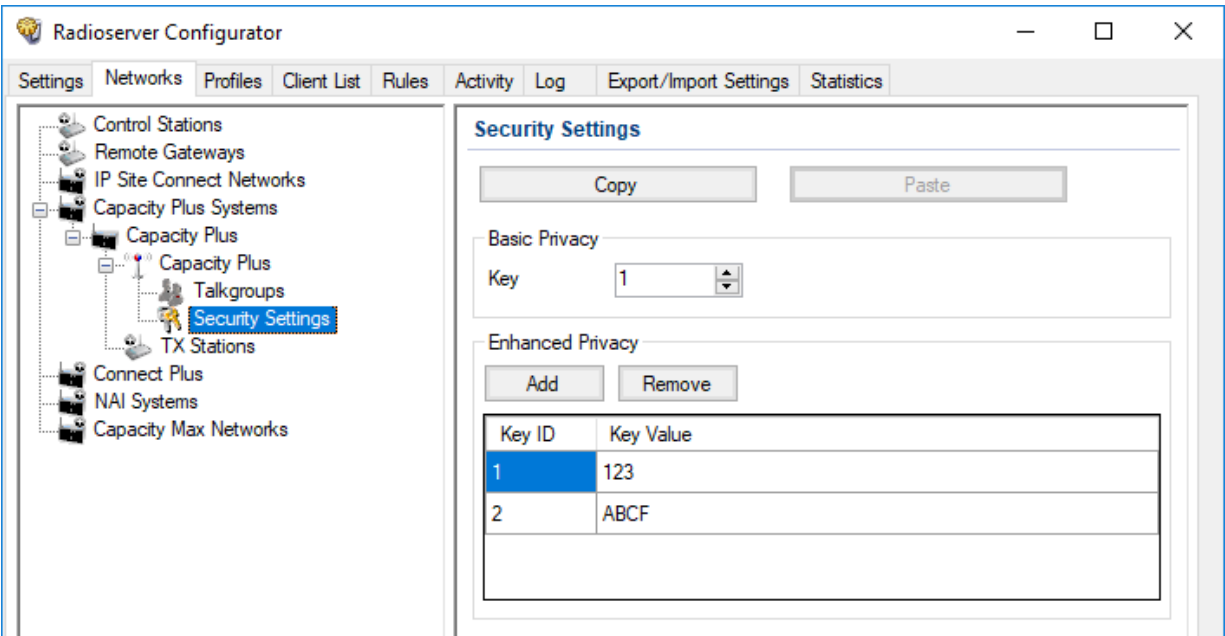 Radioserver Configurator
Settings Networks Profiles Client List Rules Activity Log Export/Import Settings Statistics
Control Stations
Remote Gateways
IP Site Connect Networks
Capacity Plus Systems
Capacity Plus
Capacity Plus
Talkgroups
Security Settings
TX Stations
Connect Plus
NAI Systems
Capacity Max Networks
Security Settings
Copy Paste
Basic Privacy
Key 1
Enhanced Privacy
Add Remove
Key ID Key Value
1 123
2 ABCF